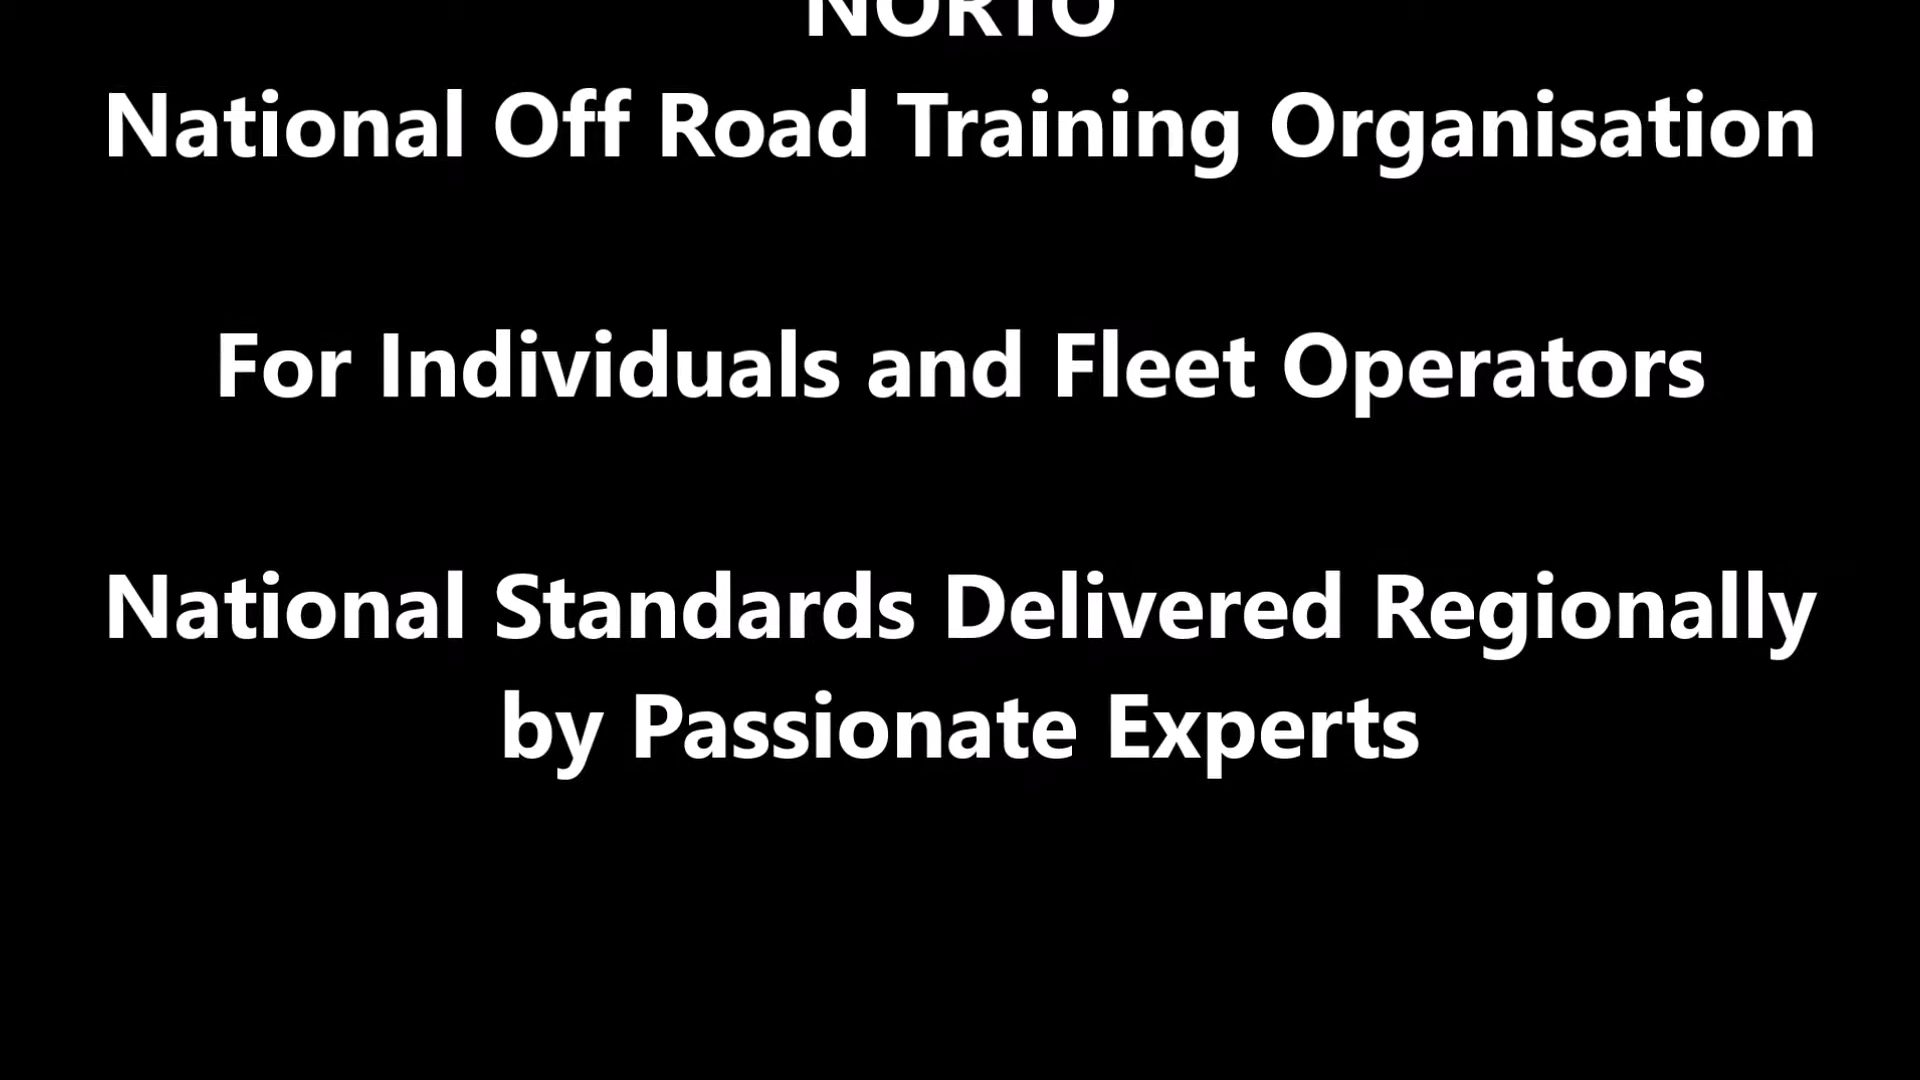 NORTO
National Off Road Training Organisation
For Individuals and Fleet Operators
National Standards Delivered Regionally
by Passionate Experts